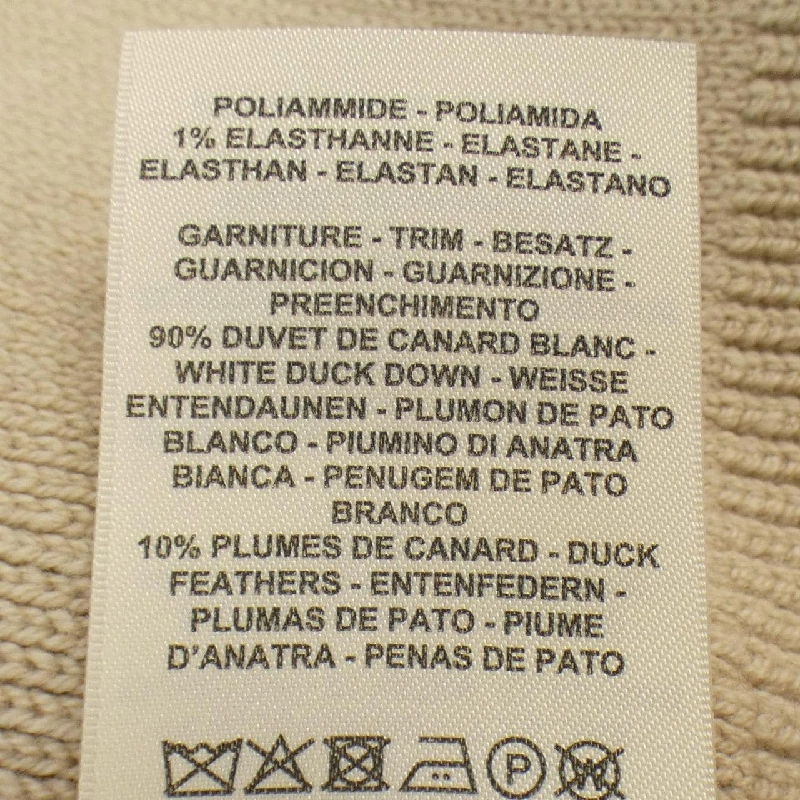 POLIAMMIDE - POLIAMIDA
1% ELASTHANNE - ELASTANE -
ELASTHAN - ELASTAN - ELASTANO
GARNITURE - TRIM - BESATZ -
GUARNICION - GUARNIZIONE -
PREENCHIMENTO
90% DUVET DE CANARD BLANC -
WHITE DUCK DOWN - WEISSE
ENTENDAUNEN - PLUMON DE PATO
BLANCO - PIUMINO DI ANATRA
BIANCA - PENUGEM DE PATO
BRANCO
10% PLUMES DE CANARD - DUCK
FEATHERS - ENTENFEDERN -
PLUMAS DE PATO - PIUME
D'ANATRA - PENAS DE PATO
P W